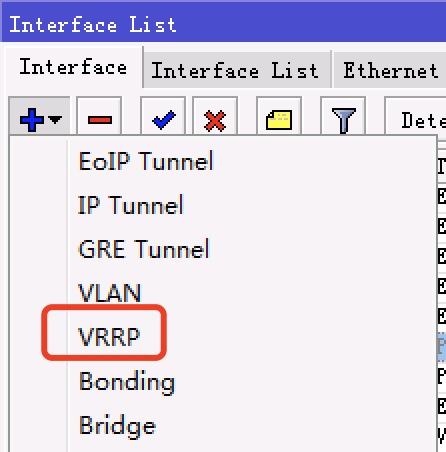 Interface List
Interface Interface List Ethernet
Dete
EoIP Tunnel
IP Tunnel
GRE Tunnel
VLAN
VRRP
Bonding
Bridge